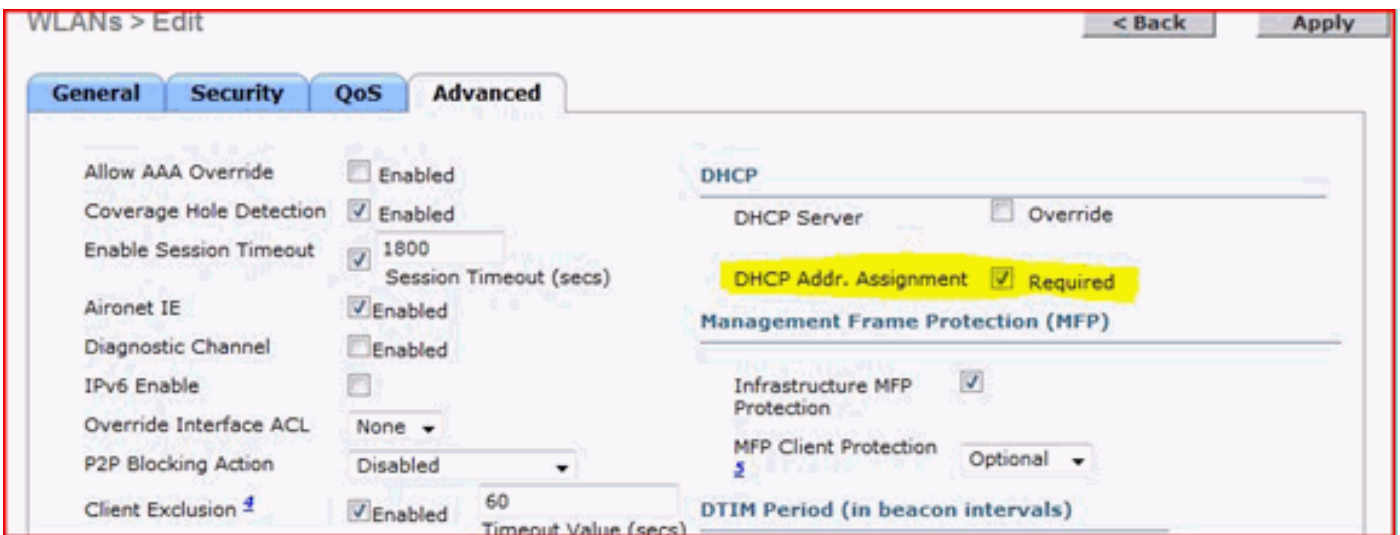 WLANs > Edit
< Back
Apply
General
Security
QoS
Advanced
Allow AAA Override
Enabled
Coverage Hole Detection
Enabled
Enable Session Timeout
1800
Session Timeout (secs)
Aironet IE
Enabled
Diagnostic Channel
Enabled
IPv6 Enable
Override Interface ACL
None
P2P Blocking Action
Disabled
Client Exclusion 4
Enabled
60
Timeout Value (secs)
DHCP
DHCP Server
Override
DHCP Addr. Assignment
Required
Management Frame Protection (MFP)
Infrastructure MFP
Protection
MFP Client Protection
5
Optional
DTIM Period (in beacon intervals)